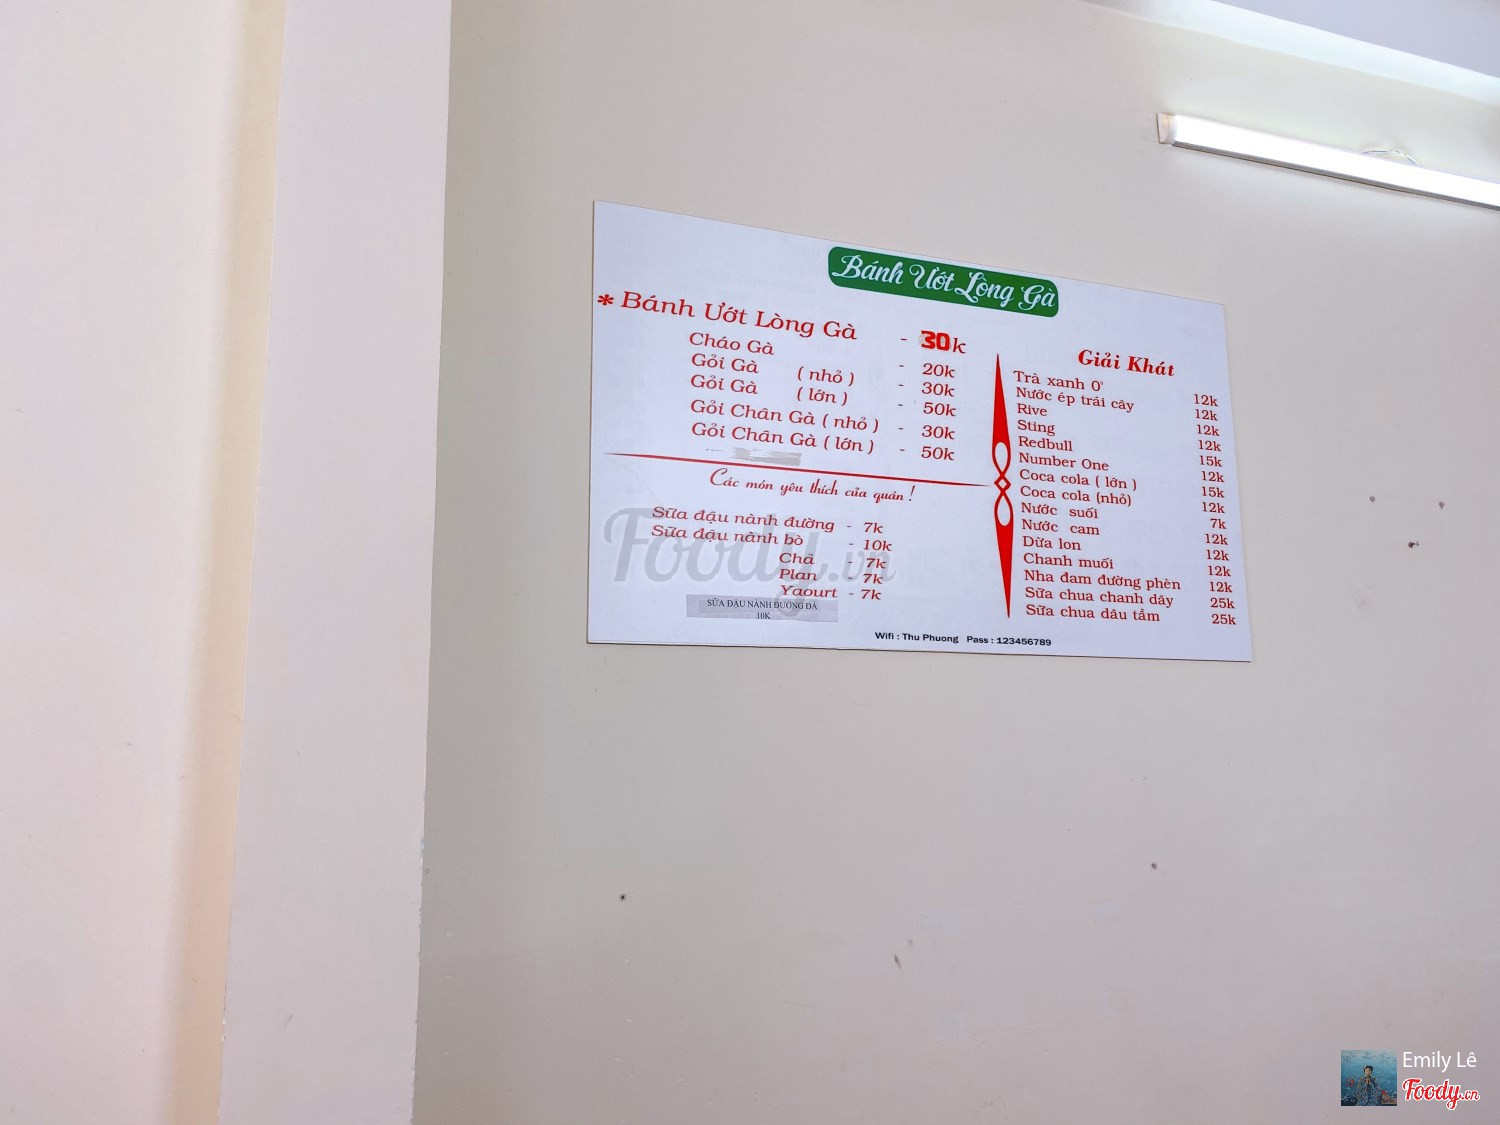 Bánh Ướt Lòng Gà
* Bánh Ướt Lòng Gà - 30k
Cháo Gà - 20k
Gỏi Gà ( nhỏ ) - 30k
Gỏi Gà ( lớn ) - 50k
Gỏi Chân Gà ( nhỏ ) - 30k
Gỏi Chân Gà ( lớn ) - 50k
Các món yêu thích của quán !
Sữa đậu nành đường - 7k
Sữa đậu nành bò - 10k
Chả - 7k
Plan - 7k
Yaourt - 7k
SỮA ĐẬU NÀNH ĐƯỜNG ĐÁ
10K
Giải Khát
Trà xanh 0° 12k
Nước ép trái cây 12k
Rive 12k
Sting 12k
Redbull 15k
Number One 12k
Coca cola ( lớn ) 15k
Coca cola (nhỏ) 12k
Nước suối 7k
Nước cam 12k
Dừa lon 12k
Chanh muối 12k
Nha đam đường phèn 12k
Sữa chua chanh dây 25k
Sữa chua dâu tằm 25k
Wifi : Thu Phuong Pass : 123456789
Foody.vn
Emily Lê
Foody.vn